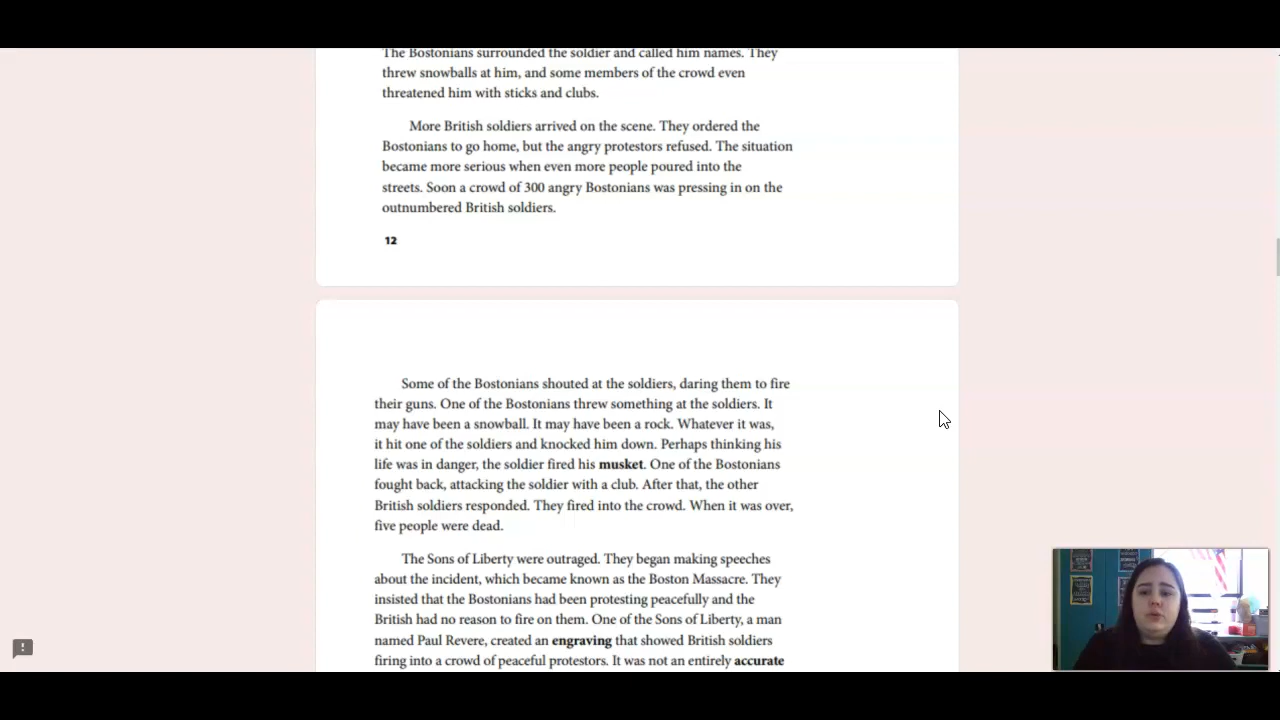 The Bostonians surrounded the soldier and called him names. They
threw snowballs at him, and some members of the crowd even
threatened him with sticks and clubs.
More British soldiers arrived on the scene. They ordered the
Bostonians to go home, but the angry protestors refused. The situation
became more serious when even more people poured into the
streets. Soon a crowd of 300 angry Bostonians was pressing in on the
outnumbered British soldiers.
12
Some of the Bostonians shouted at the soldiers, daring them to fire
their guns. One of the Bostonians threw something at the soldiers. It
may have been a snowball. It may have been a rock. Whatever it was,
it hit one of the soldiers and knocked him down. Perhaps thinking his
life was in danger, the soldier fired his musket. One of the Bostonians
fought back, attacking the soldier with a club. After that, the other
British soldiers responded. They fired into the crowd. When it was over,
five people were dead.
The Sons of Liberty were outraged. They began making speeches
about the incident, which became known as the Boston Massacre. They
insisted that the Bostonians had been protesting peacefully and the
British had no reason to fire on them. One of the Sons of Liberty, a man
named Paul Revere, created an engraving that showed British soldiers
firing into a crowd of peaceful protestors. It was not an entirely accurate